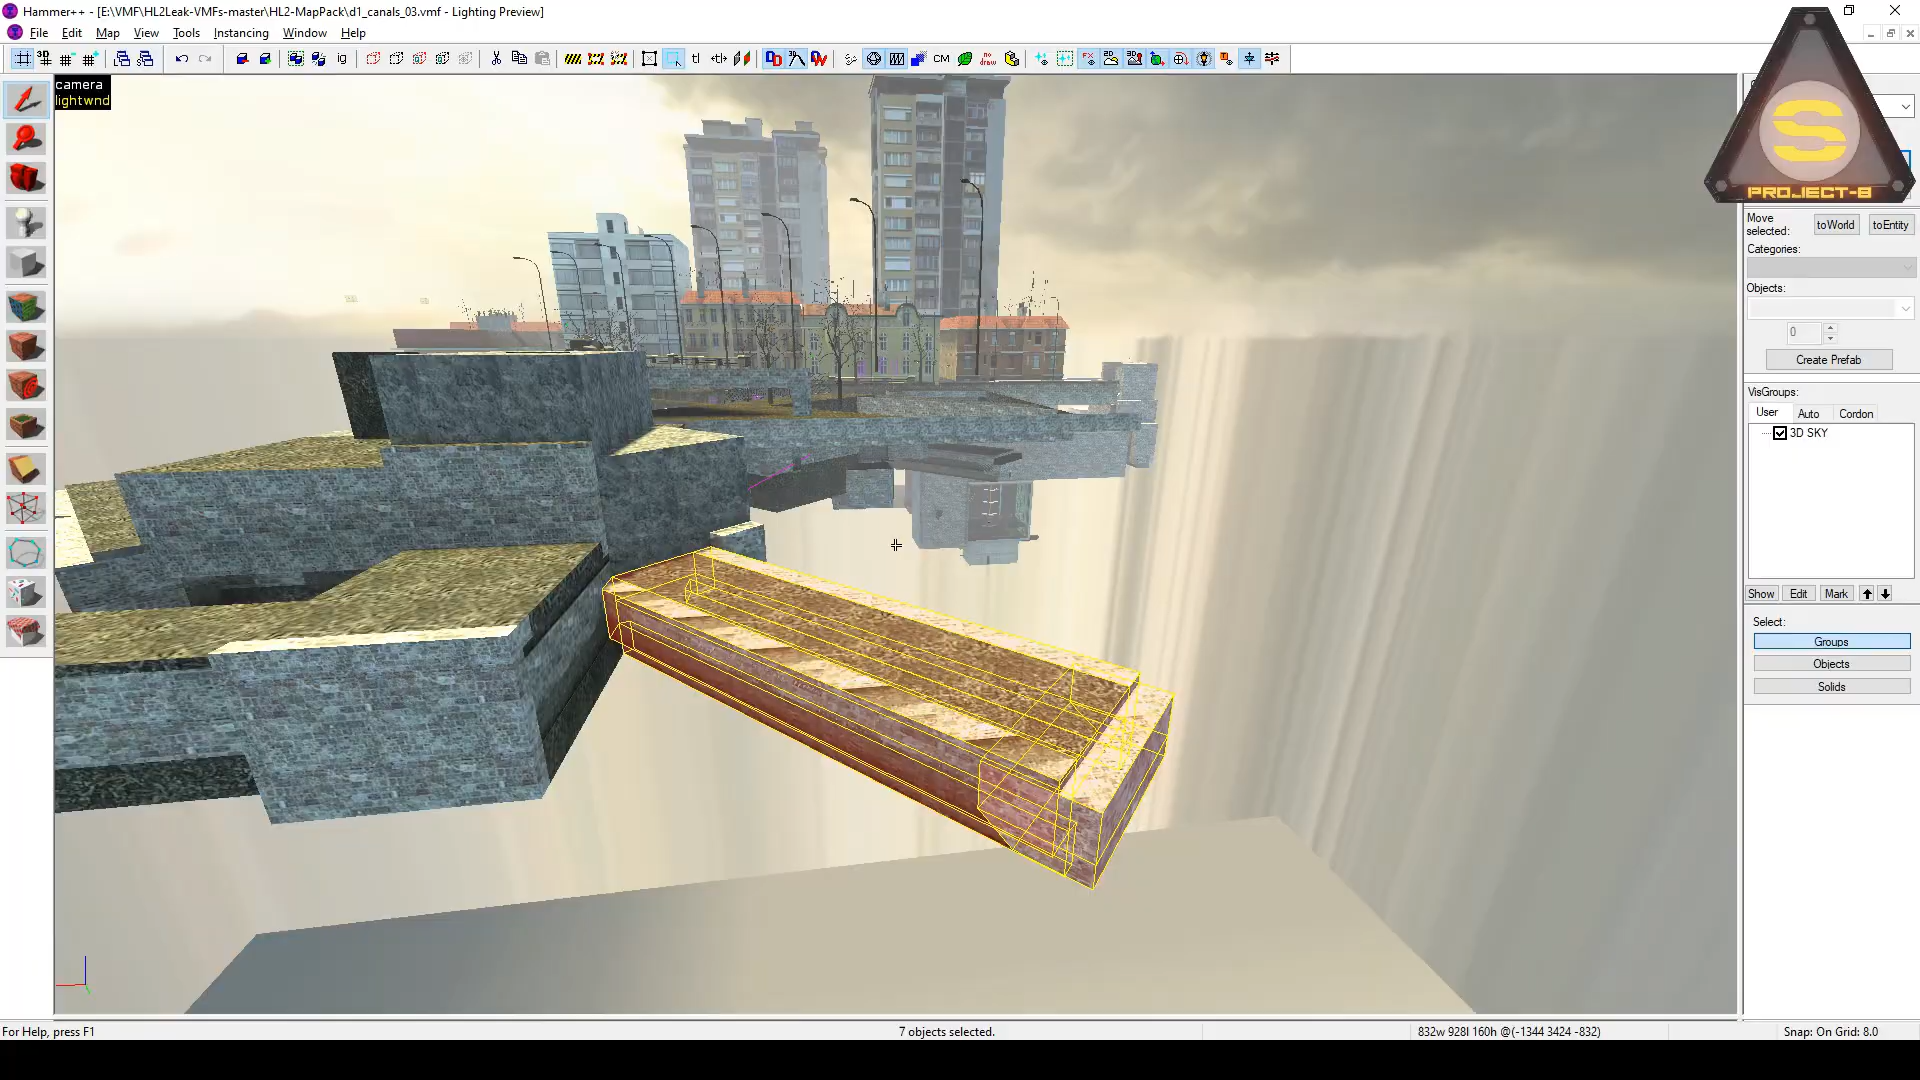 Hammer++ - [E:\VMF\HL2Leak-VMFs-master\HL2-MapPack\d1_canals_03.vmf - Lighting Preview]
File Edit Map View Tools Instancing Window Help
camera
lightwnd
PROJECT-8
Move selected: toWorld toEntity
Categories:
Objects:
0
Create Prefab
VisGroups:
User Auto Cordon
3D SKY
Show Edit Mark
Select:
Groups
Objects
Solids
For Help, press F1 7 objects selected. 832w 928l 160h @(-1344 3424 -832) Snap: On Grid: 8.0